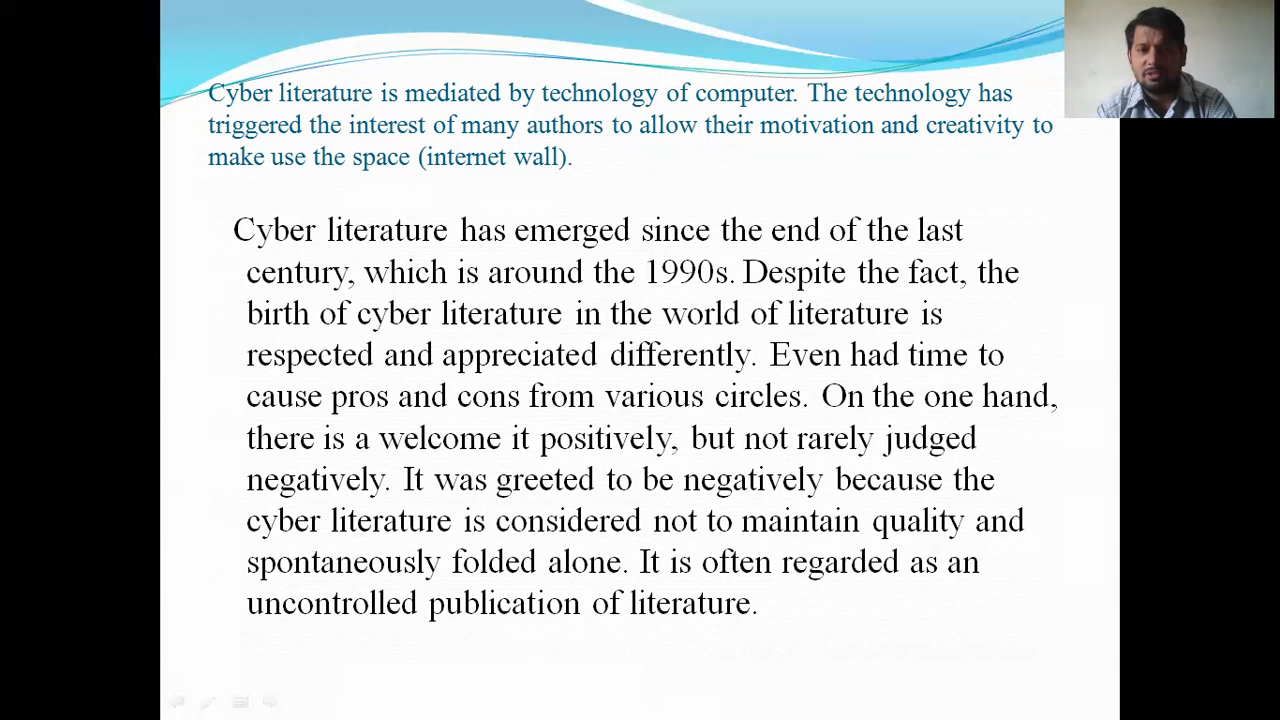 Cyber literature is mediated by technology of computer. The technology has
triggered the interest of many authors to allow their motivation and creativity to
make use the space (internet wall).
Cyber literature has emerged since the end of the last
century, which is around the 1990s. Despite the fact, the
birth of cyber literature in the world of literature is
respected and appreciated differently. Even had time to
cause pros and cons from various circles. On the one hand,
there is a welcome it positively, but not rarely judged
negatively. It was greeted to be negatively because the
cyber literature is considered not to maintain quality and
spontaneously folded alone. It is often regarded as an
uncontrolled publication of literature.